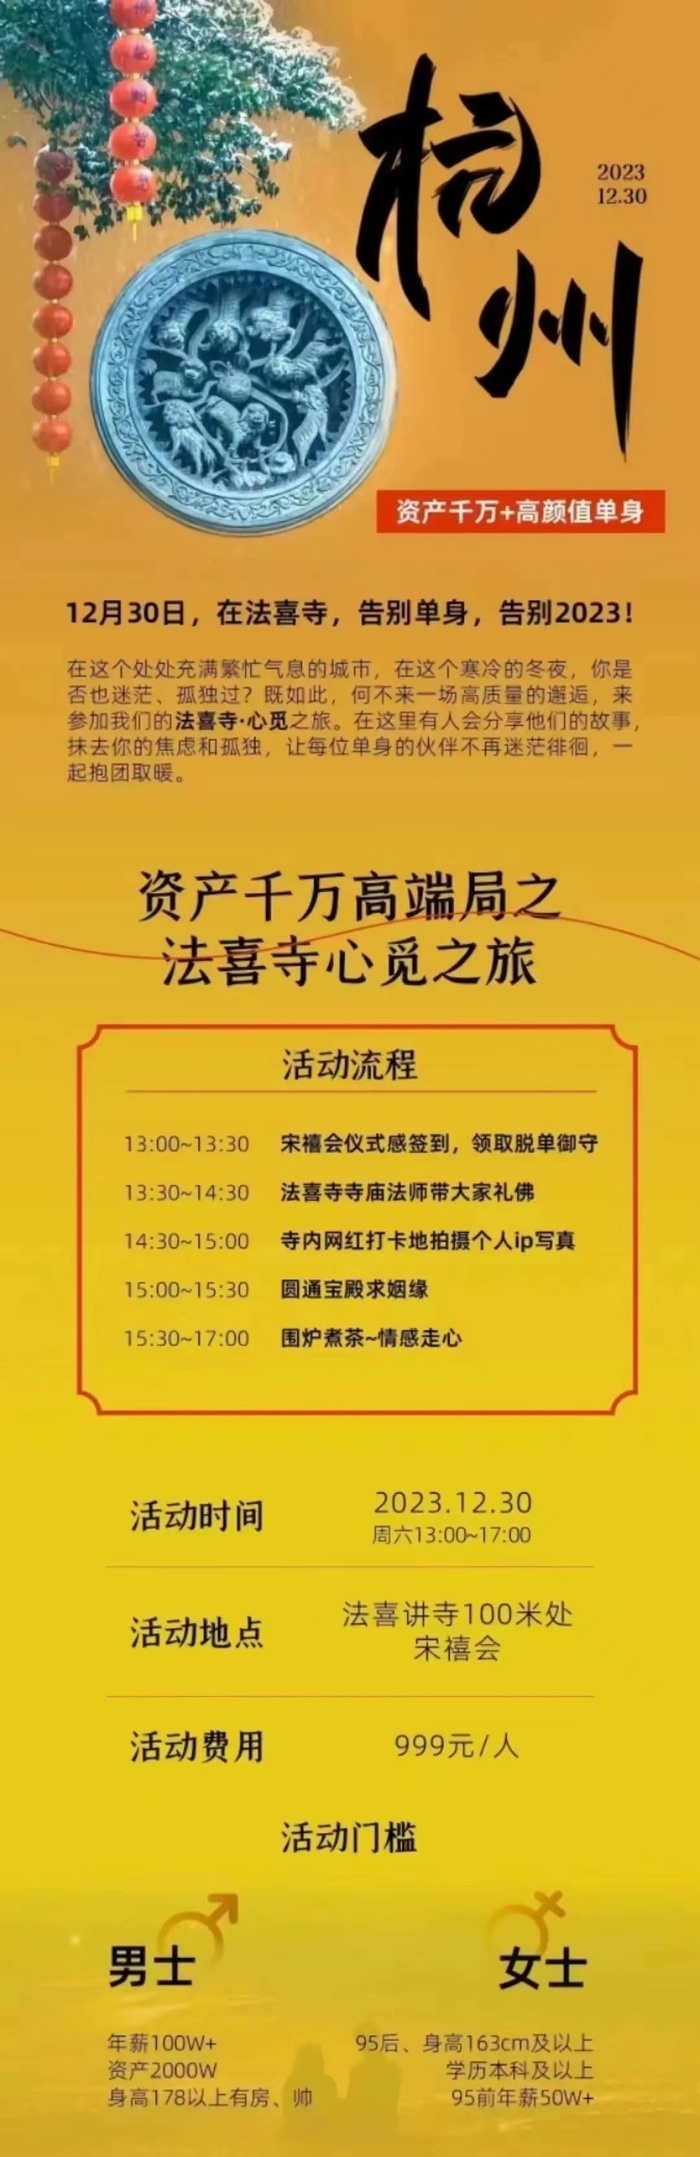 杭州
2023
12.30
资产千万+高颜值单身
12月30日，在法喜寺，告别单身，告别2023！
在这个处处充满繁忙气息的城市，在这个寒冷的冬夜，你是
否也迷茫、孤独过？既如此，何不来一场高质量的邂逅，来
参加我们的法喜寺·心觅之旅。在这里有人会分享他们的故事，
抹去你的焦虑和孤独，让每位单身的伙伴不再迷茫徘徊，一
起抱团取暖。
资产千万高端局之
法喜寺心觅之旅
活动流程
13:00~13:30 宋禧会仪式感签到，领取脱单御守
13:30~14:30 法喜寺寺庙法师带大家礼佛
14:30~15:00 寺内网红打卡地拍摄个人ip写真
15:00~15:30 圆通宝殿求姻缘
15:30~17:00 围炉煮茶~情感走心
活动时间
2023.12.30
周六13:00~17:00
活动地点
法喜讲寺100米处
宋禧会
活动费用
999元/人
活动门槛
男士
年薪100W+
资产2000W
身高178以上有房、帅
女士
95后、身高163cm及以上
学历本科及以上
95前年薪50W+